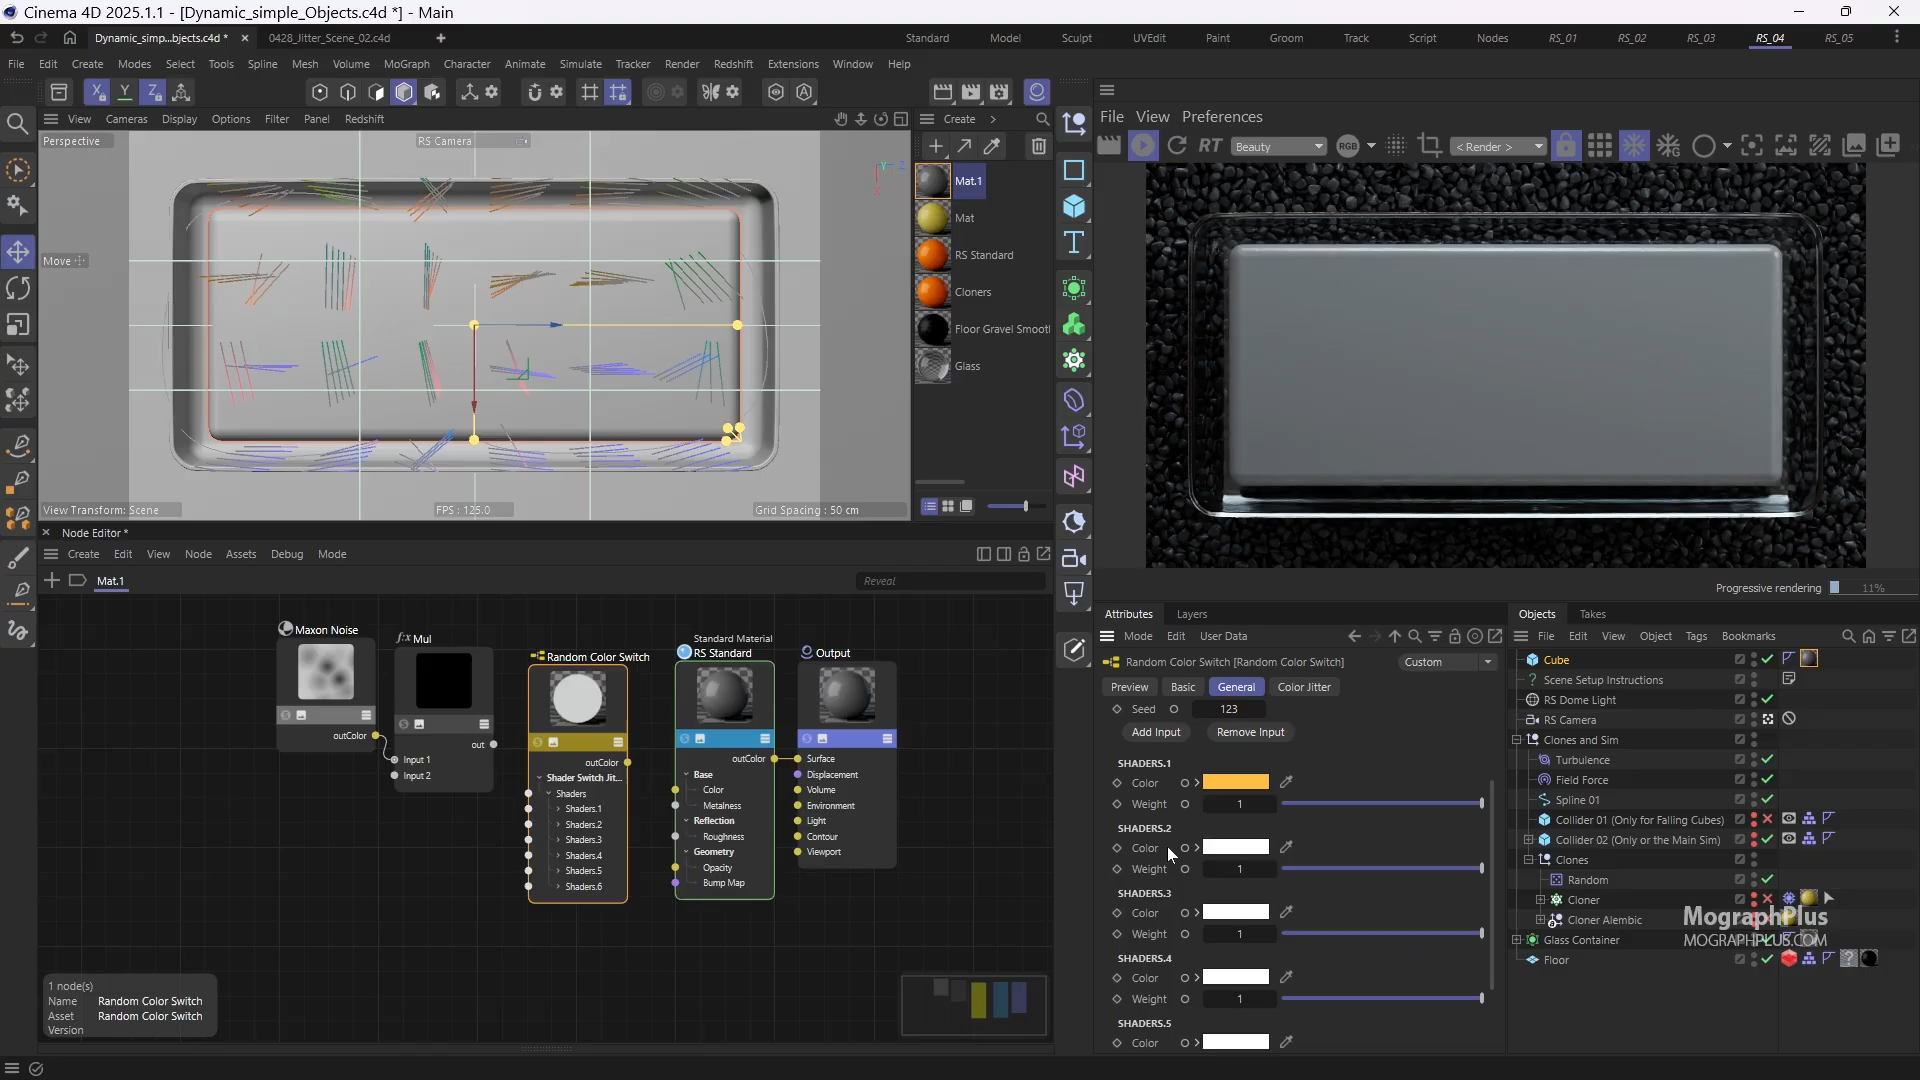 Cinema 4D 2025.1.1 - [Dynamic_simple_Objects.c4d *] - Main
Dynamic_simp...bjects.c4d *
0428_Jitter_Scene_02.c4d
Standard Model Sculpt UVEdit Paint Groom Track Script Nodes RS_01 RS_02 RS_03 RS_04 RS_05
File Edit Create Modes Select Tools Spline Mesh Volume MoGraph Character Animate Simulate Tracker Render Redshift Extensions Window Help
X Y Z
File View Preferences
View Cameras Display Options Filter Panel Redshift
Create
RT Beauty RGB < Render >
Perspective
RS Camera
Move
View Transform: Scene
FPS : 125.0
Grid Spacing : 50 cm
Mat.1
Mat
RS Standard
Cloners
Floor Gravel Smootl
Glass
Progressive rendering 11%
Node Editor *
Create Edit View Node Assets Debug Mode
Mat.1
Reveal
Maxon Noise
outColor
f:x Mul
out
Input 1
Input 2
Random Color Switch
outColor
Shader Switch Jit...
Shaders
Shaders.1
Shaders.2
Shaders.3
Shaders.4
Shaders.5
Shaders.6
Standard Material
RS Standard
outColor
Base
Color
Metalness
Reflection
Roughness
Geometry
Opacity
Bump Map
Output
Surface
Displacement
Volume
Environment
Light
Contour
Viewport
1 node(s)
Name Random Color Switch
Asset Random Color Switch
Version
Attributes Layers
Mode Edit User Data
Random Color Switch [Random Color Switch]
Custom
Preview Basic General Color Jitter
Seed 123
Add Input Remove Input
SHADERS.1
Color
Weight 1
SHADERS.2
Color
Weight 1
SHADERS.3
Color
Weight 1
SHADERS.4
Color
Weight 1
SHADERS.5
Color
Objects Takes
File Edit View Object Tags Bookmarks
Cube
Scene Setup Instructions
RS Dome Light
RS Camera
Clones and Sim
Turbulence
Field Force
Spline 01
Collider 01 (Only for Falling Cubes)
Collider 02 (Only or the Main Sim)
Clones
Random
Cloner
Cloner Alembic
Glass Container
Floor
MographPlus
MOGRAPHPLUS.COM